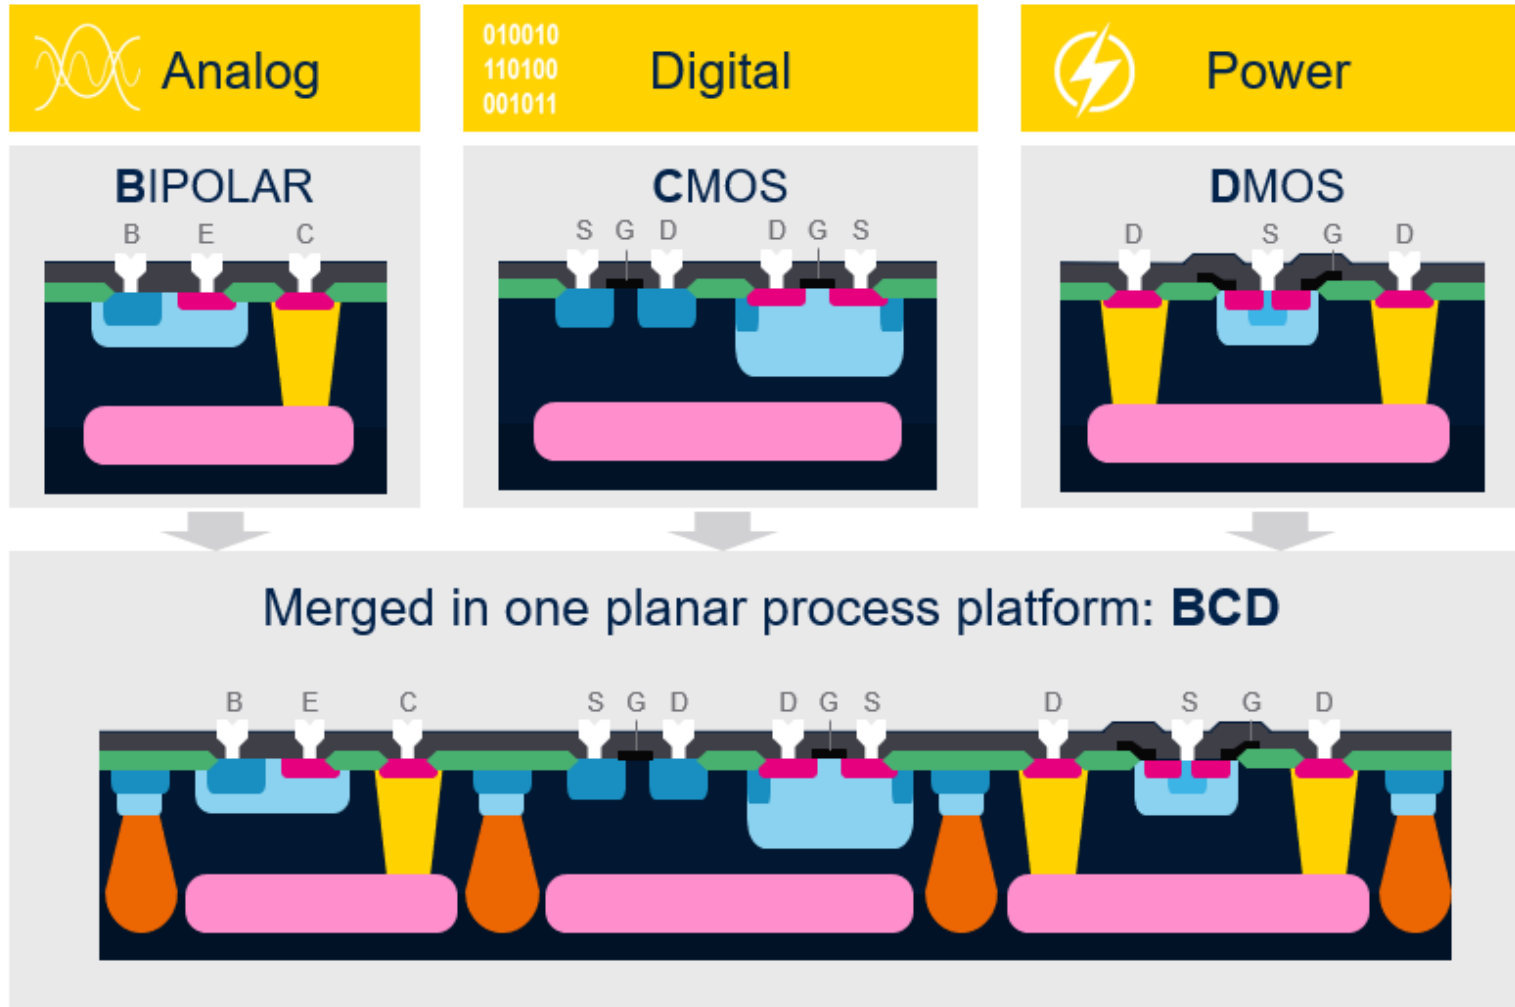 010010
110100
001011
Analog
Digital
Power
BIPOLAR
CMOS
DMOS
B E C
S G D D G S
D S G D
Merged in one planar process platform: BCD
B E C S G D D G S D S G D